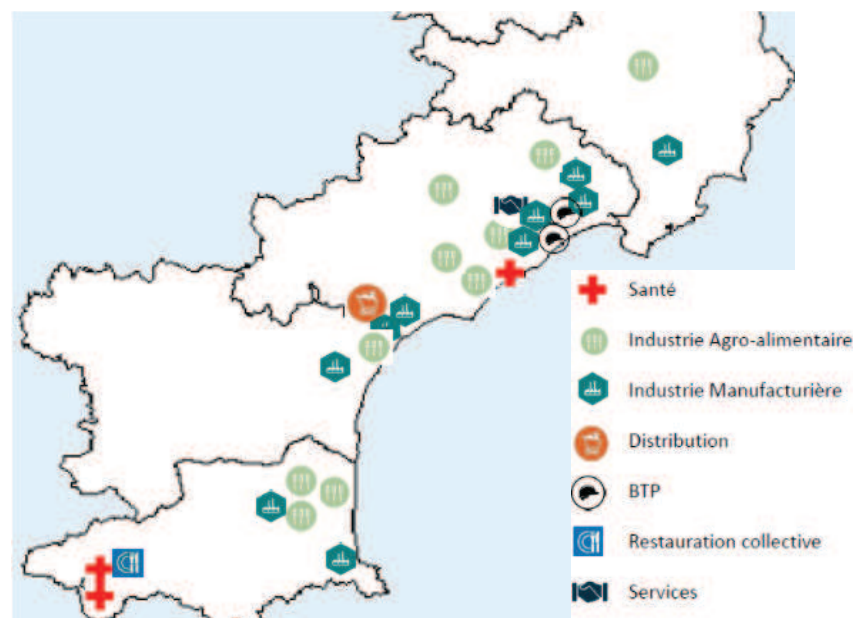 Santé
Industrie Agro-alimentaire
Industrie Manufacturière
Distribution
BTP
Restauration collective
Services